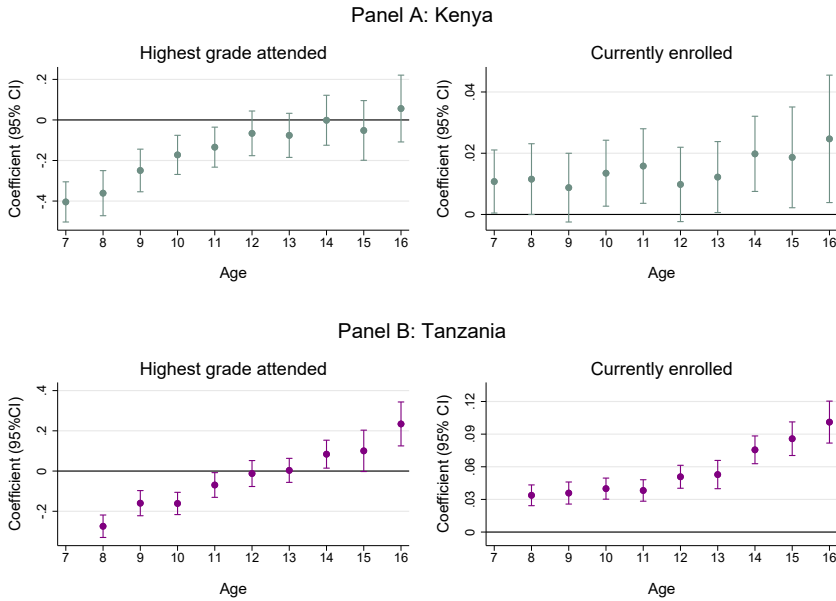 Panel A: Kenya
Highest grade attended
Coefficient (95% CI)
.2
0
-.2
-.4
7 8 9 10 11 12 13 14 15 16
Age
Currently enrolled
Coefficient (95% CI)
.04
.02
0
7 8 9 10 11 12 13 14 15 16
Age
Panel B: Tanzania
Highest grade attended
Coefficient (95%CI)
.4
.2
0
-.2
7 8 9 10 11 12 13 14 15 16
Age
Currently enrolled
Coefficient (95% CI)
.12
.09
.06
.03
0
7 8 9 10 11 12 13 14 15 16
Age